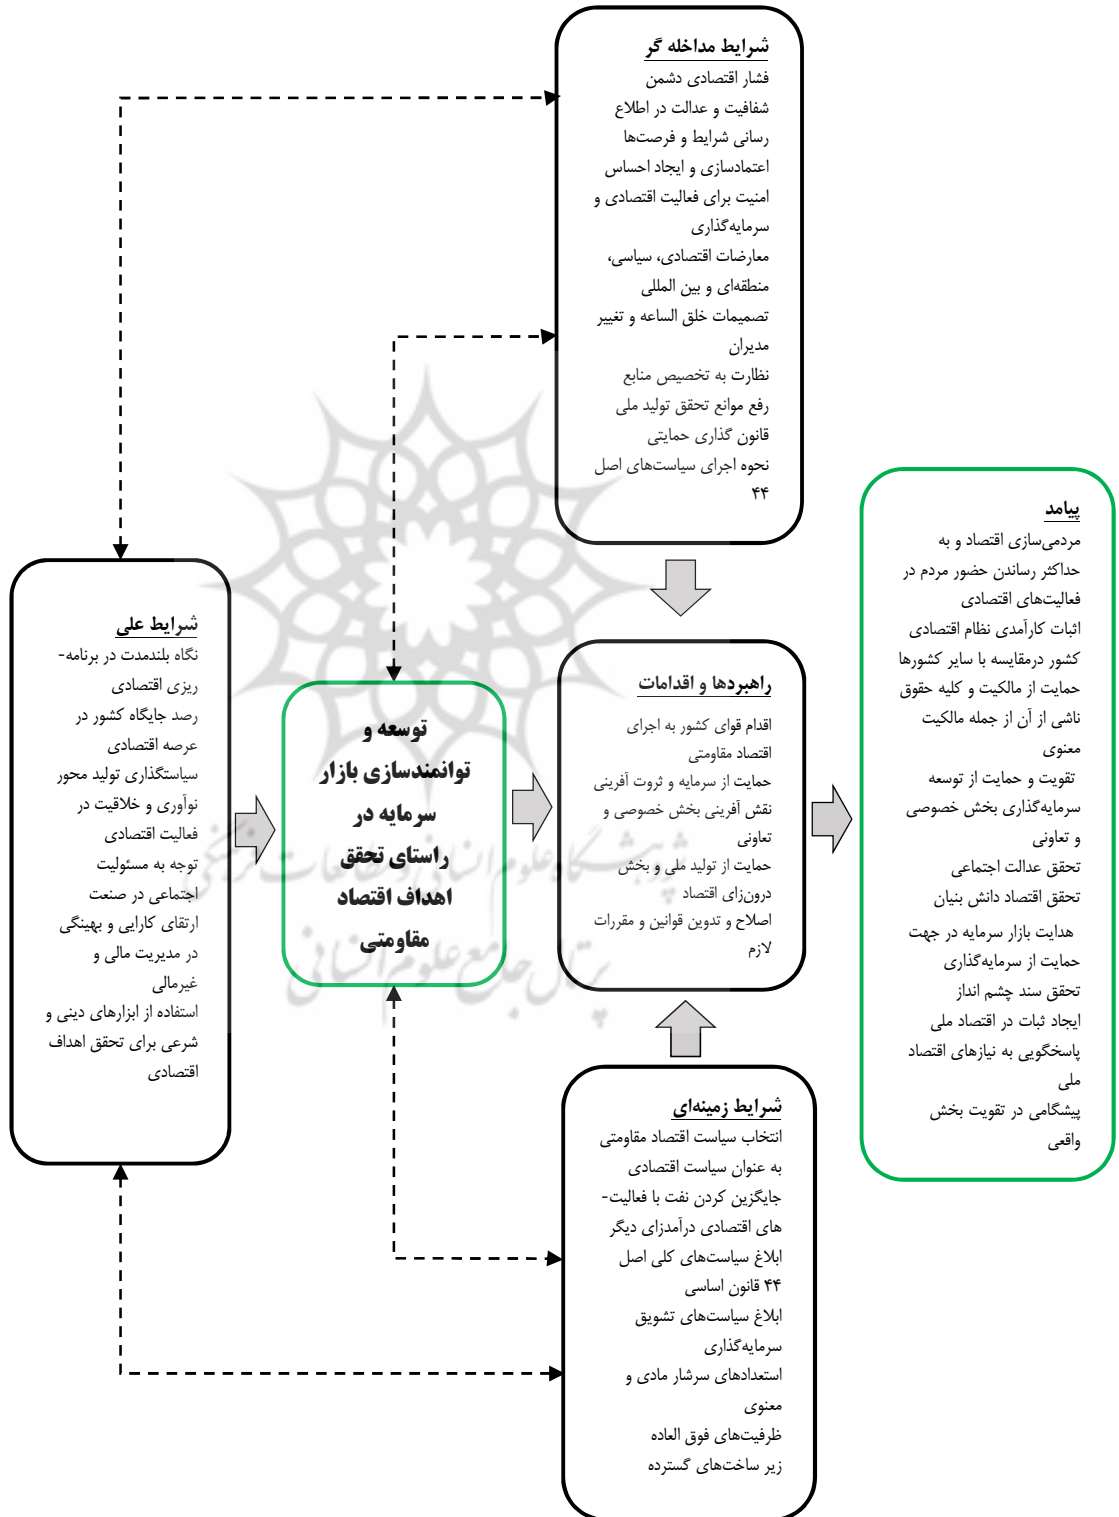 شرایط مداخله گر
فشار اقتصادی دشمن
شفافیت و عدالت در اطلاع
رسانی شرایط و فرصت‌ها
اعتمادسازی و ایجاد احساس
امنیت برای فعالیت اقتصادی و
سرمایه‌گذاری
معارضات اقتصادی، سیاسی،
منطقه‌ای و بین المللی
تصمیمات خلق الساعه و تغییر
مدیران
نظارت به تخصیص منابع
رفع موانع تحقق تولید ملی
قانون گذاری حمایتی
نحوه اجرای سیاست‌های اصل
۴۴
شرایط علی
نگاه بلندمدت در برنامه-
ریزی اقتصادی
رصد جایگاه کشور در
عرصه اقتصادی
سیاستگذاری تولید محور
نوآوری و خلاقیت در
فعالیت اقتصادی
توجه به مسئولیت
اجتماعی در صنعت
ارتقای کارایی و بهینگی
در مدیریت مالی و
غیرمالی
استفاده از ابزارهای دینی و
شرعی برای تحقق اهداف
اقتصادی
توسعه و
توانمندسازی بازار
سرمایه در
راستای تحقق
اهداف اقتصاد
مقاومتی
راهبردها و اقدامات
اقدام قوای کشور به اجرای
اقتصاد مقاومتی
حمایت از سرمایه و ثروت آفرینی
نقش آفرینی بخش خصوصی و
تعاونی
حمایت از تولید ملی و بخش
درون‌زای اقتصاد
اصلاح و تدوین قوانین و مقررات
لازم
شرایط زمینه‌ای
انتخاب سیاست اقتصاد مقاومتی
به عنوان سیاست اقتصادی
جایگزین کردن نفت با فعالیت-
های اقتصادی درآمدزای دیگر
ابلاغ سیاست‌های کلی اصل
۴۴ قانون اساسی
ابلاغ سیاست‌های تشویق
سرمایه‌گذاری
استعدادهای سرشار مادی و
معنوی
ظرفیت‌های فوق العاده
زیر ساخت‌های گسترده
پیامد
مردمی‌سازی اقتصاد و به
حداکثر رساندن حضور مردم در
فعالیت‌های اقتصادی
اثبات کارآمدی نظام اقتصادی
کشور درمقایسه با سایر کشورها
حمایت از مالکیت و کلیه حقوق
ناشی از آن از جمله مالکیت
معنوی
تقویت و حمایت از توسعه
سرمایه‌گذاری بخش خصوصی
و تعاونی
تحقق عدالت اجتماعی
تحقق اقتصاد دانش بنیان
هدایت بازار سرمایه در جهت
حمایت از سرمایه‌گذاری
تحقق سند چشم انداز
ایجاد ثبات در اقتصاد ملی
پاسخگویی به نیازهای اقتصاد
ملی
پیشگامی در تقویت بخش
واقعی
پژوهشگاه علوم انسانی و مطالعات فرهنگی
پرتال جامع علوم انسانی